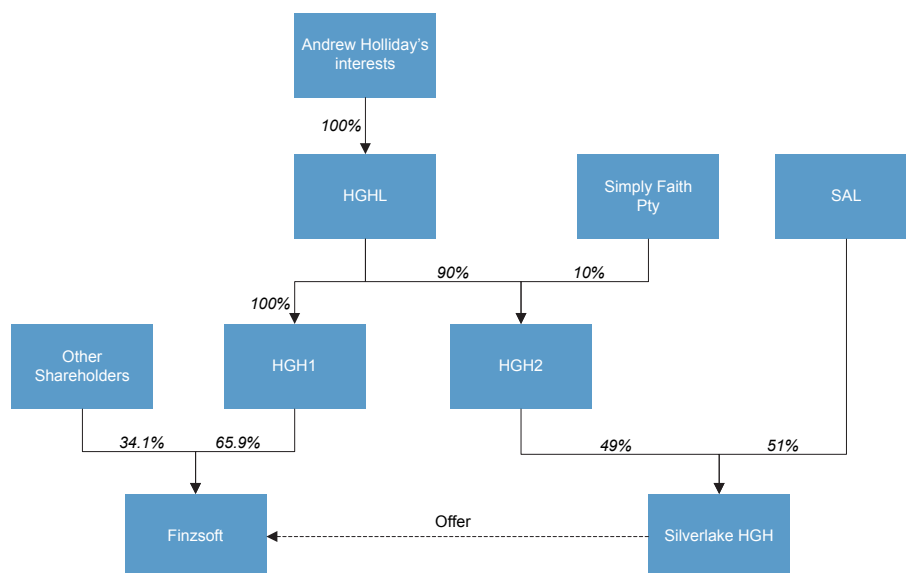 Andrew Holliday's
interests
100%
HGHL
Simply Faith
Pty
SAL
90%
10%
100%
Other
Shareholders
HGH1
HGH2
34.1%
65.9%
49%
51%
Finzsoft
Offer
Silverlake HGH